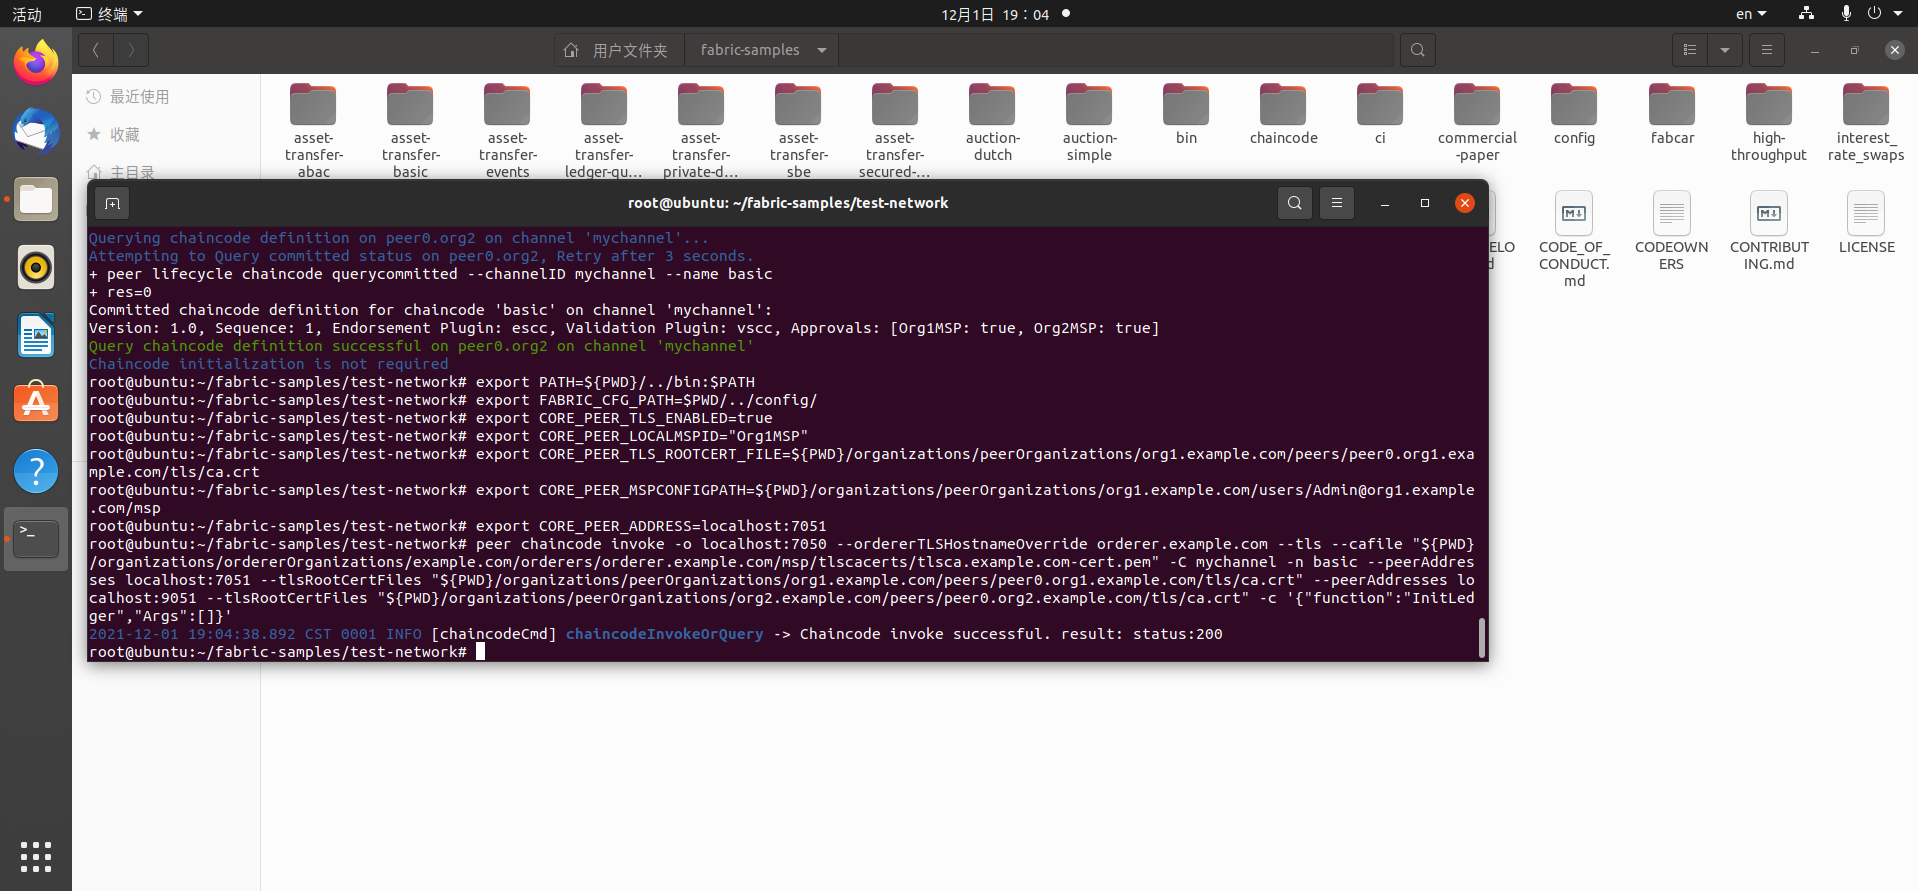 活动
终端
12月1日 19：04
en
用户文件夹
fabric-samples
最近使用
收藏
主目录
asset-transfer-abac
asset-transfer-basic
asset-transfer-events
asset-transfer-ledger-qu…
asset-transfer-private-d…
asset-transfer-sbe
asset-transfer-secured-…
auction-dutch
auction-simple
bin
chaincode
ci
commercial-paper
config
fabcar
high-throughput
interest_rate_swaps
CODE_OF_CONDUCT.md
CODEOWNERS
CONTRIBUTING.md
LICENSE
root@ubuntu: ~/fabric-samples/test-network
Querying chaincode definition on peer0.org2 on channel 'mychannel'...
Attempting to Query committed status on peer0.org2, Retry after 3 seconds.
+ peer lifecycle chaincode querycommitted --channelID mychannel --name basic
+ res=0
Committed chaincode definition for chaincode 'basic' on channel 'mychannel':
Version: 1.0, Sequence: 1, Endorsement Plugin: escc, Validation Plugin: vscc, Approvals: [Org1MSP: true, Org2MSP: true]
Query chaincode definition successful on peer0.org2 on channel 'mychannel'
Chaincode initialization is not required
root@ubuntu:~/fabric-samples/test-network# export PATH=${PWD}/../bin:$PATH
root@ubuntu:~/fabric-samples/test-network# export FABRIC_CFG_PATH=$PWD/../config/
root@ubuntu:~/fabric-samples/test-network# export CORE_PEER_TLS_ENABLED=true
root@ubuntu:~/fabric-samples/test-network# export CORE_PEER_LOCALMSPID="Org1MSP"
root@ubuntu:~/fabric-samples/test-network# export CORE_PEER_TLS_ROOTCERT_FILE=${PWD}/organizations/peerOrganizations/org1.example.com/peers/peer0.org1.exa
mple.com/tls/ca.crt
root@ubuntu:~/fabric-samples/test-network# export CORE_PEER_MSPCONFIGPATH=${PWD}/organizations/peerOrganizations/org1.example.com/users/Admin@org1.example
.com/msp
root@ubuntu:~/fabric-samples/test-network# export CORE_PEER_ADDRESS=localhost:7051
root@ubuntu:~/fabric-samples/test-network# peer chaincode invoke -o localhost:7050 --ordererTLSHostnameOverride orderer.example.com --tls --cafile "${PWD}
/organizations/ordererOrganizations/example.com/orderers/orderer.example.com/msp/tlscacerts/tlsca.example.com-cert.pem" -C mychannel -n basic --peerAddres
ses localhost:7051 --tlsRootCertFiles "${PWD}/organizations/peerOrganizations/org1.example.com/peers/peer0.org1.example.com/tls/ca.crt" --peerAddresses lo
calhost:9051 --tlsRootCertFiles "${PWD}/organizations/peerOrganizations/org2.example.com/peers/peer0.org2.example.com/tls/ca.crt" -c '{"function":"InitLed
ger","Args":[]}'
2021-12-01 19:04:38.892 CST 0001 INFO [chaincodeCmd] chaincodeInvokeOrQuery -> Chaincode invoke successful. result: status:200
root@ubuntu:~/fabric-samples/test-network#